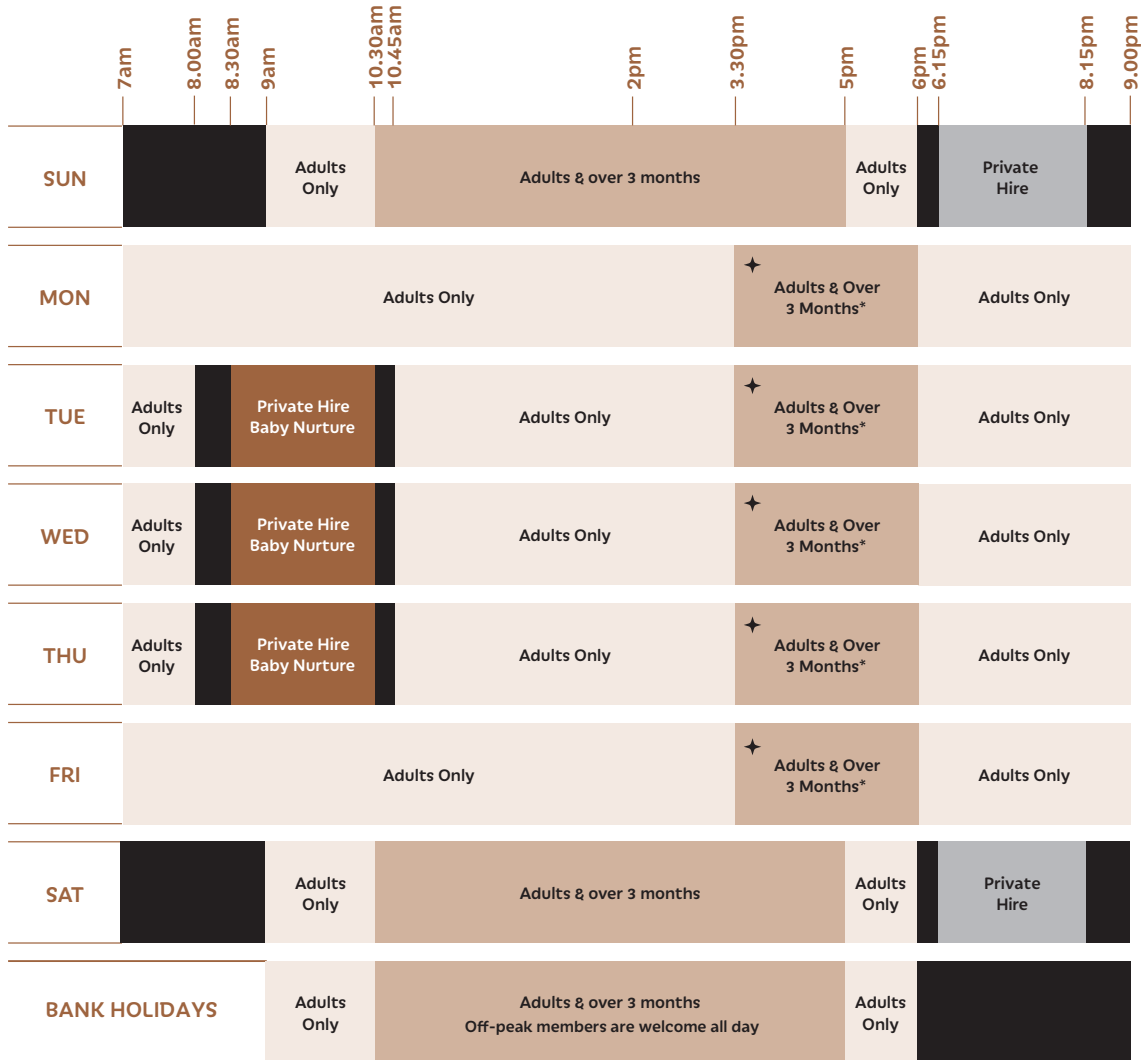 7am
8.00am
8.30am
9am
10.30am
10.45am
2pm
3.30pm
5pm
6pm
6.15pm
8.15pm
9.00pm
SUN
Adults
Only
Adults & over 3 months
Adults
Only
Private
Hire
MON
Adults Only
Adults & Over
3 Months*
Adults Only
TUE
Adults
Only
Private Hire
Baby Nurture
Adults Only
Adults & Over
3 Months*
Adults Only
WED
Adults
Only
Private Hire
Baby Nurture
Adults Only
Adults & Over
3 Months*
Adults Only
THU
Adults
Only
Private Hire
Baby Nurture
Adults Only
Adults & Over
3 Months*
Adults Only
FRI
Adults Only
Adults & Over
3 Months*
Adults Only
SAT
Adults
Only
Adults & over 3 months
Adults
Only
Private
Hire
BANK HOLIDAYS
Adults
Only
Adults & over 3 months
Off-peak members are welcome all day
Adults
Only